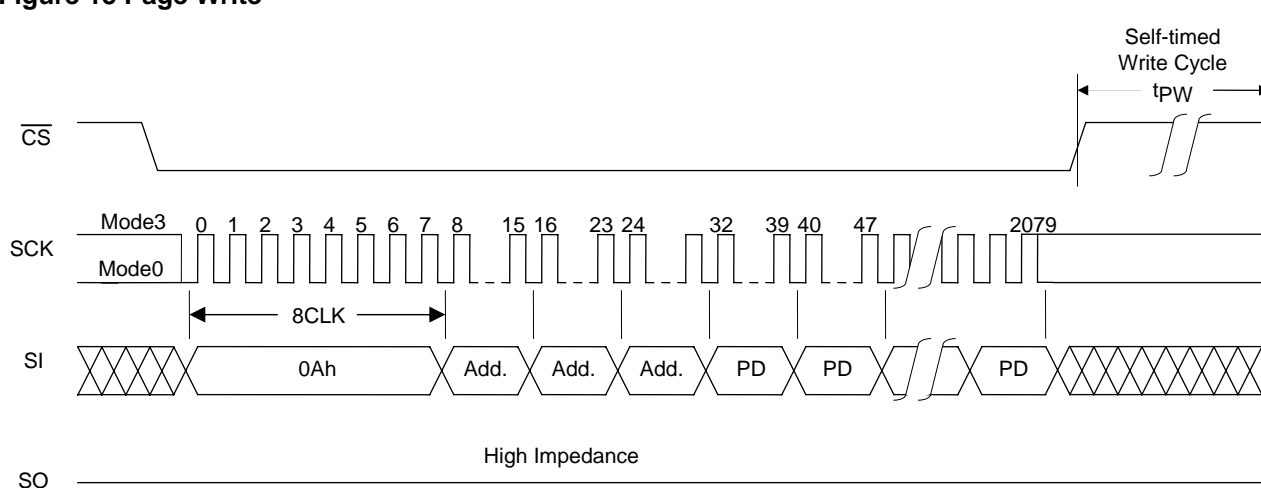 Figure 18 Page Write
Self-timed
Write Cycle
tPW
CS
Mode3
0 1 2 3 4 5 6 7 8 15 16 23 24 32 39 40 47 2079
SCK
Mode0
8CLK
SI
0Ah Add. Add. Add. PD PD PD
High Impedance
SO